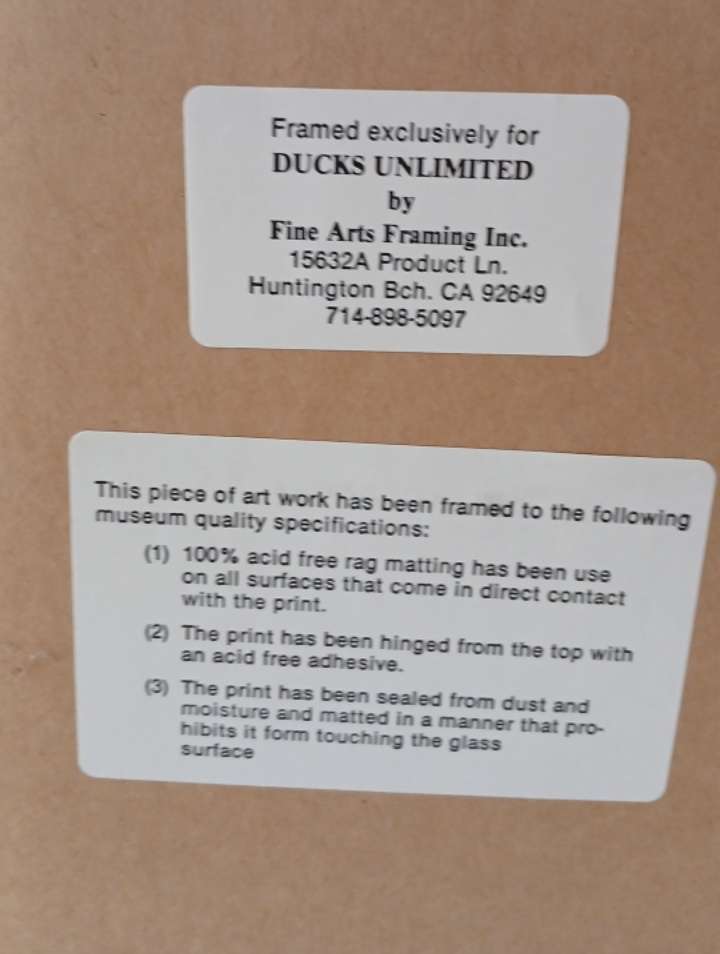 Framed exclusively for
DUCKS UNLIMITED
by
Fine Arts Framing Inc.
15632A Product Ln.
Huntington Bch. CA 92649
714-898-5097
This piece of art work has been framed to the following
museum quality specifications:
(1) 100% acid free rag matting has been use
on all surfaces that come in direct contact
with the print.
(2) The print has been hinged from the top with
an acid free adhesive.
(3) The print has been sealed from dust and
moisture and matted in a manner that pro-
hibits it form touching the glass
surface